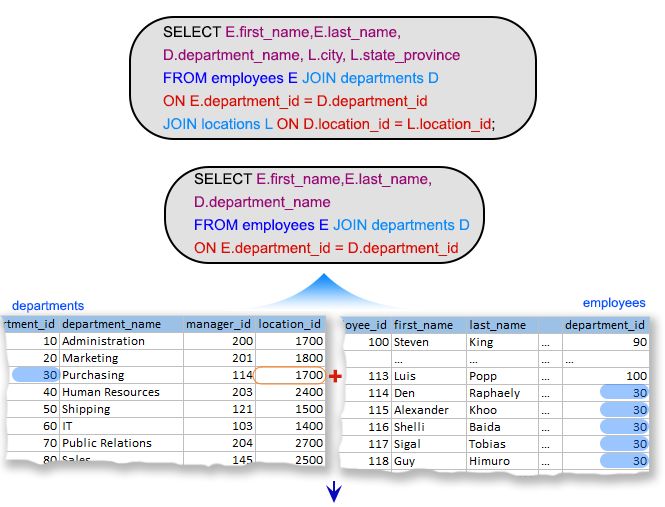 SELECT E.first_name,E.last_name,
D.department_name, L.city, L.state_province
FROM employees E JOIN departments D
ON E.department_id = D.department_id
JOIN locations L ON D.location_id = L.location_id;
SELECT E.first_name,E.last_name,
D.department_name
FROM employees E JOIN departments D
ON E.department_id = D.department_id
departments
rtment_id department_name manager_id location_id
10 Administration 200 1700
20 Marketing 201 1800
30 Purchasing 114 1700
40 Human Resources 203 2400
50 Shipping 121 1500
60 IT 103 1400
70 Public Relations 204 2700
80 Sales 145 2500
+
employees
oyee_id first_name last_name department_id
100 Steven King ... 90
... ... ... ...
113 Luis Popp ... 100
114 Den Raphaely ... 30
115 Alexander Khoo ... 30
116 Shelli Baida ... 30
117 Sigal Tobias ... 30
118 Guy Himuro ... 30